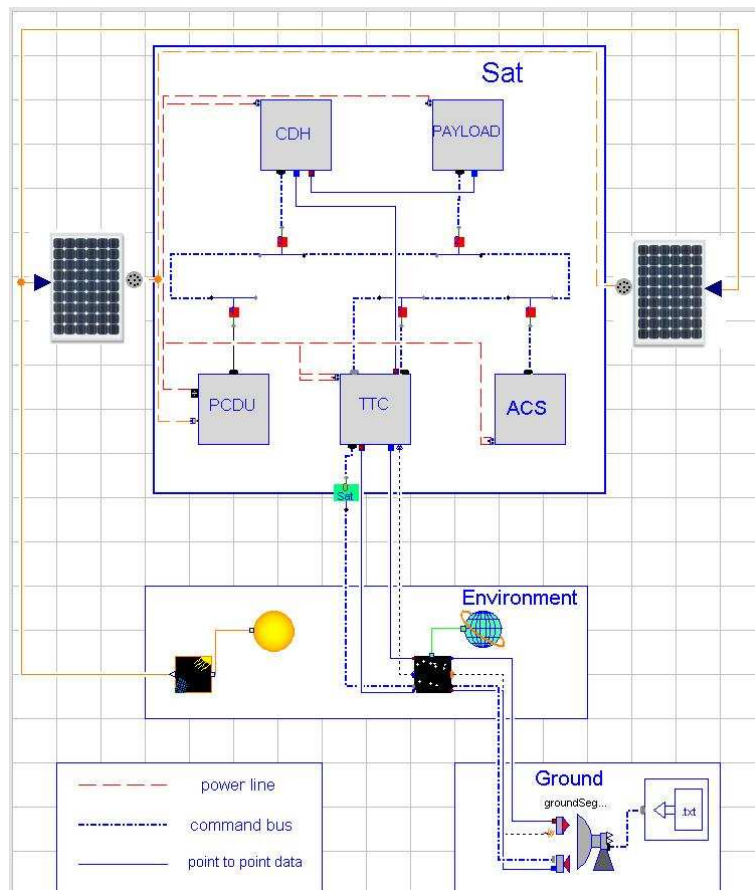 Sat
CDH
PAYLOAD
PCDU
TTC
ACS
0
Sat
Environment
power line
command bus
point to point data
Ground
groundSeg...
.txt